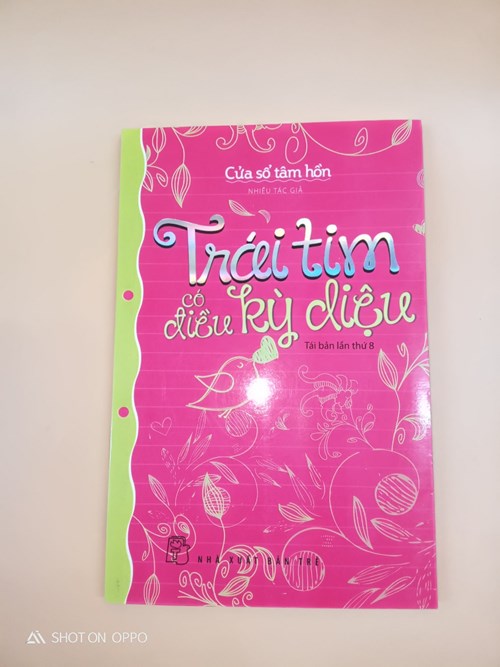 Cửa sổ tâm hồn
NHIỀU TÁC GIẢ
Trái tim
có điều kỳ diệu
Tái bản lần thứ 8
NHÀ XUẤT BẢN TRẺ
SHOT ON OPPO